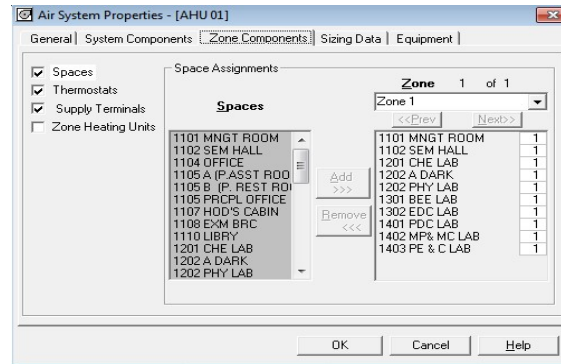 Air System Properties - [AHU 01]
General System Components Zone Components Sizing Data Equipment
Spaces
Thermostats
Supply Terminals
Zone Heating Units
Space Assignments
Spaces
1101 MNGT ROOM
1102 SEM HALL
1104 OFFICE
1105 A (P.ASST ROO
1105 B (P. REST RO
1105 PRCPL OFFICE
1107 HOD'S CABIN
1108 EXM BRC
1110 LIBRY
1201 CHE LAB
1202 A DARK
1202 PHY LAB
Add
>>>
Remove
<<<
Zone 1 of 1
Zone 1
<<Prev Next>>
1101 MNGT ROOM 1
1102 SEM HALL 1
1201 CHE LAB 1
1202 A DARK 1
1202 PHY LAB 1
1301 BEE LAB 1
1302 EDC LAB 1
1401 PDC LAB 1
1402 MP& MC LAB 1
1403 PE & C LAB 1
OK Cancel Help